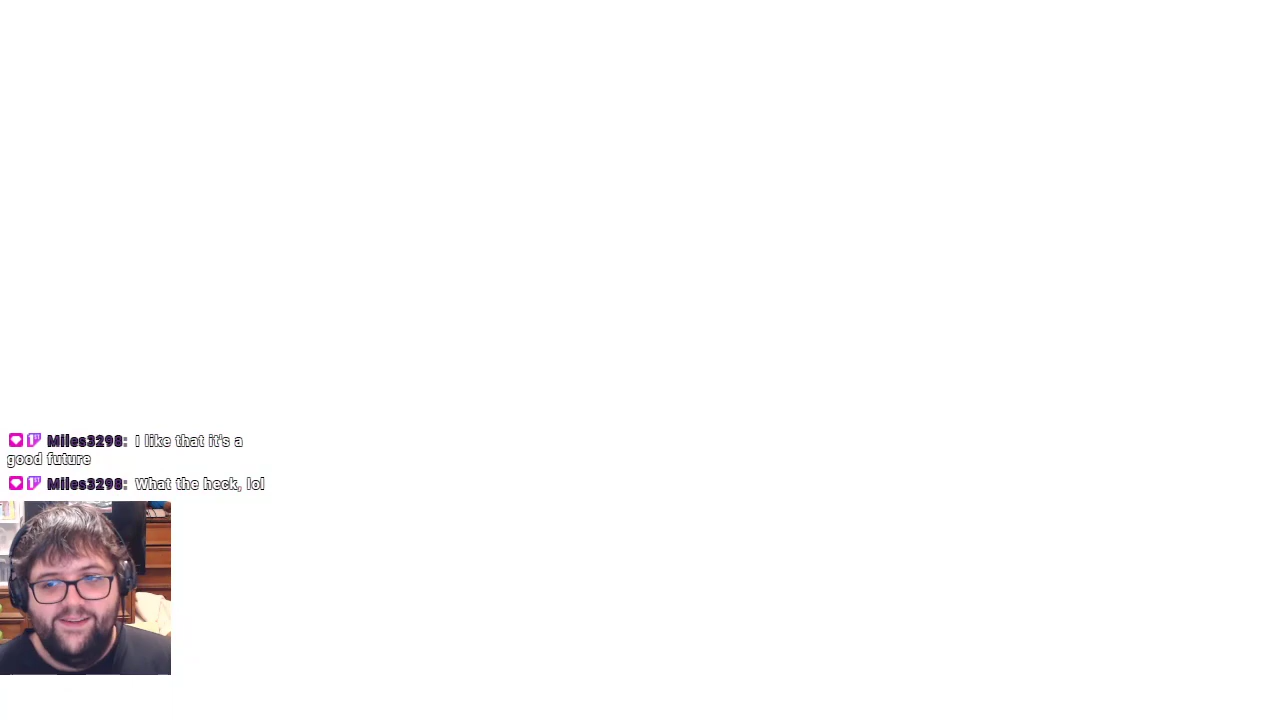 Miles3298: I like that it's a
good future
Miles3298: What the heck, lol